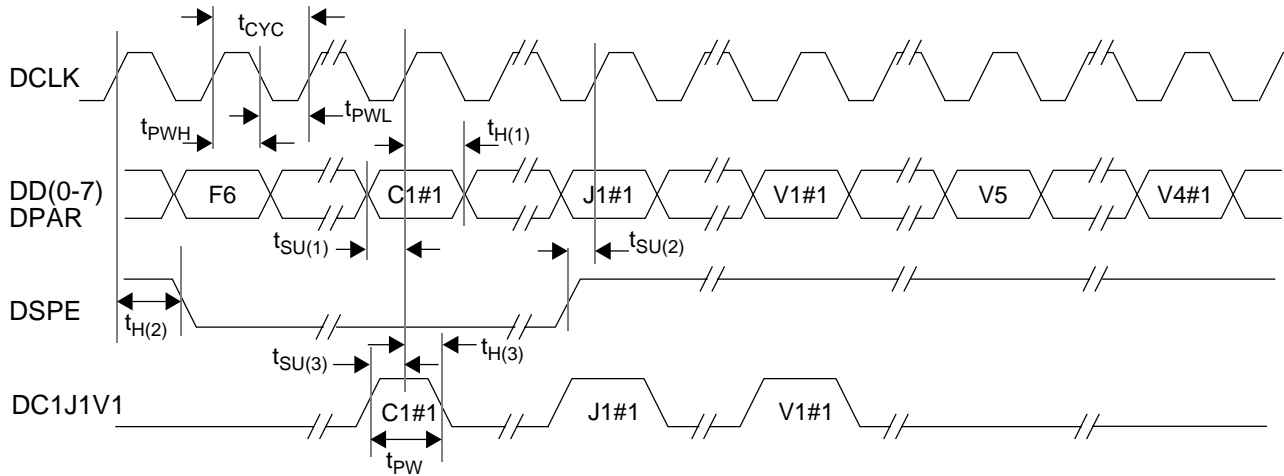 tCYC
DCLK
tPWH
tPWL
tH(1)
DD(0-7)
DPAR
F6
C1#1
J1#1
V1#1
V5
V4#1
tSU(1)
tSU(2)
DSPE
tH(2)
tSU(3)
tH(3)
DC1J1V1
C1#1
J1#1
V1#1
tPW